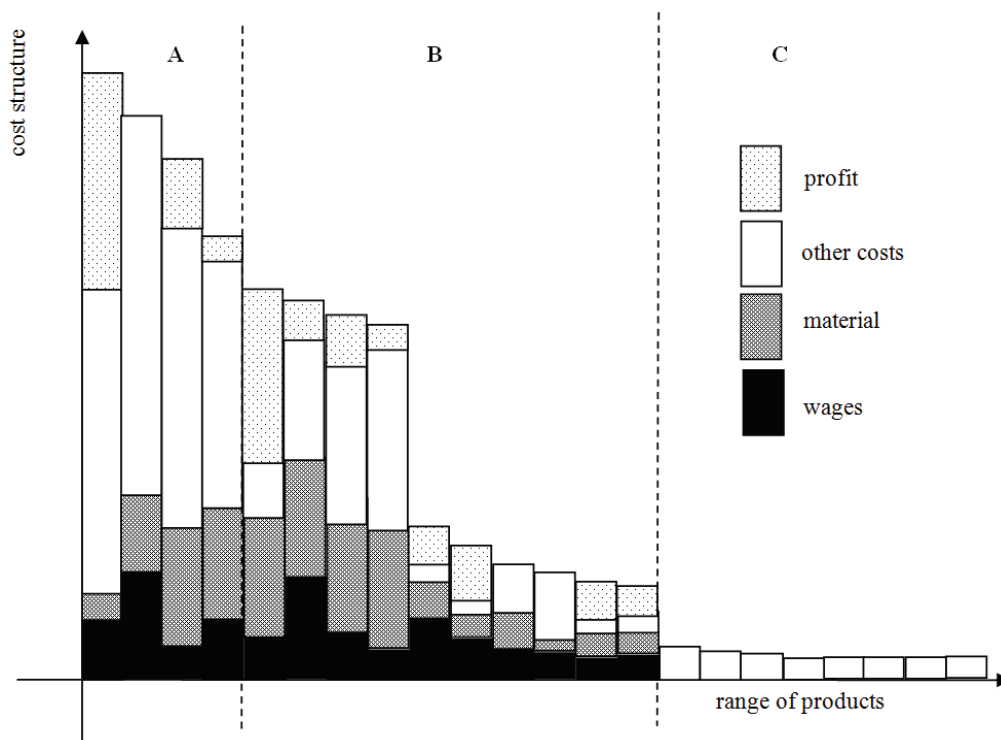 cost structure
A
B
C
profit
other costs
material
wages
range of products